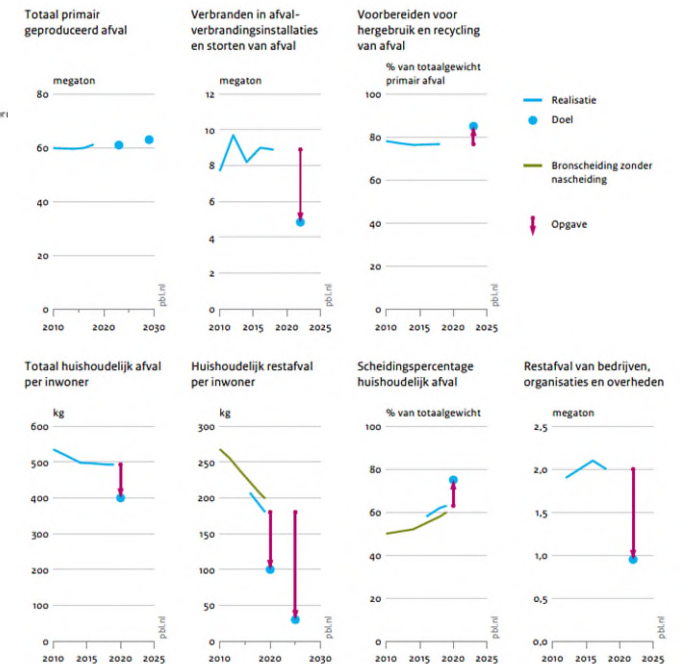 Totaal primair
geproduceerd afval
megaton
80
60
40
20
0
2010
2020
2030
pbl.nl
Verbranden in afval-
verbrandingsinstallaties
en storten van afval
megaton
12
10
8
6
4
2
0
2010
2015
2020
2025
pbl.nl
Voorbereiden voor
hergebruik en recycling
van afval
% van totaalgewicht
primair afval
100
80
60
40
20
0
2010
2015
2020
2025
pbl.nl
Realisatie
Doel
Bronscheiding zonder
nascheiding
Opgave
Totaal huishoudelijk afval
per inwoner
kg
600
500
400
300
200
100
0
2010
2015
2020
2025
pbl.nl
Huishoudelijk restafval
per inwoner
kg
300
250
200
150
100
50
0
2010
2020
2030
pbl.nl
Scheidingspercentage
huishoudelijk afval
% van totaalgewicht
100
80
60
40
20
0
2010
2015
2020
2025
pbl.nl
Restafval van bedrijven,
organisaties en overheden
megaton
2,5
2,0
1,5
1,0
0,5
0,0
2010
2015
2020
2025
pbl.nl